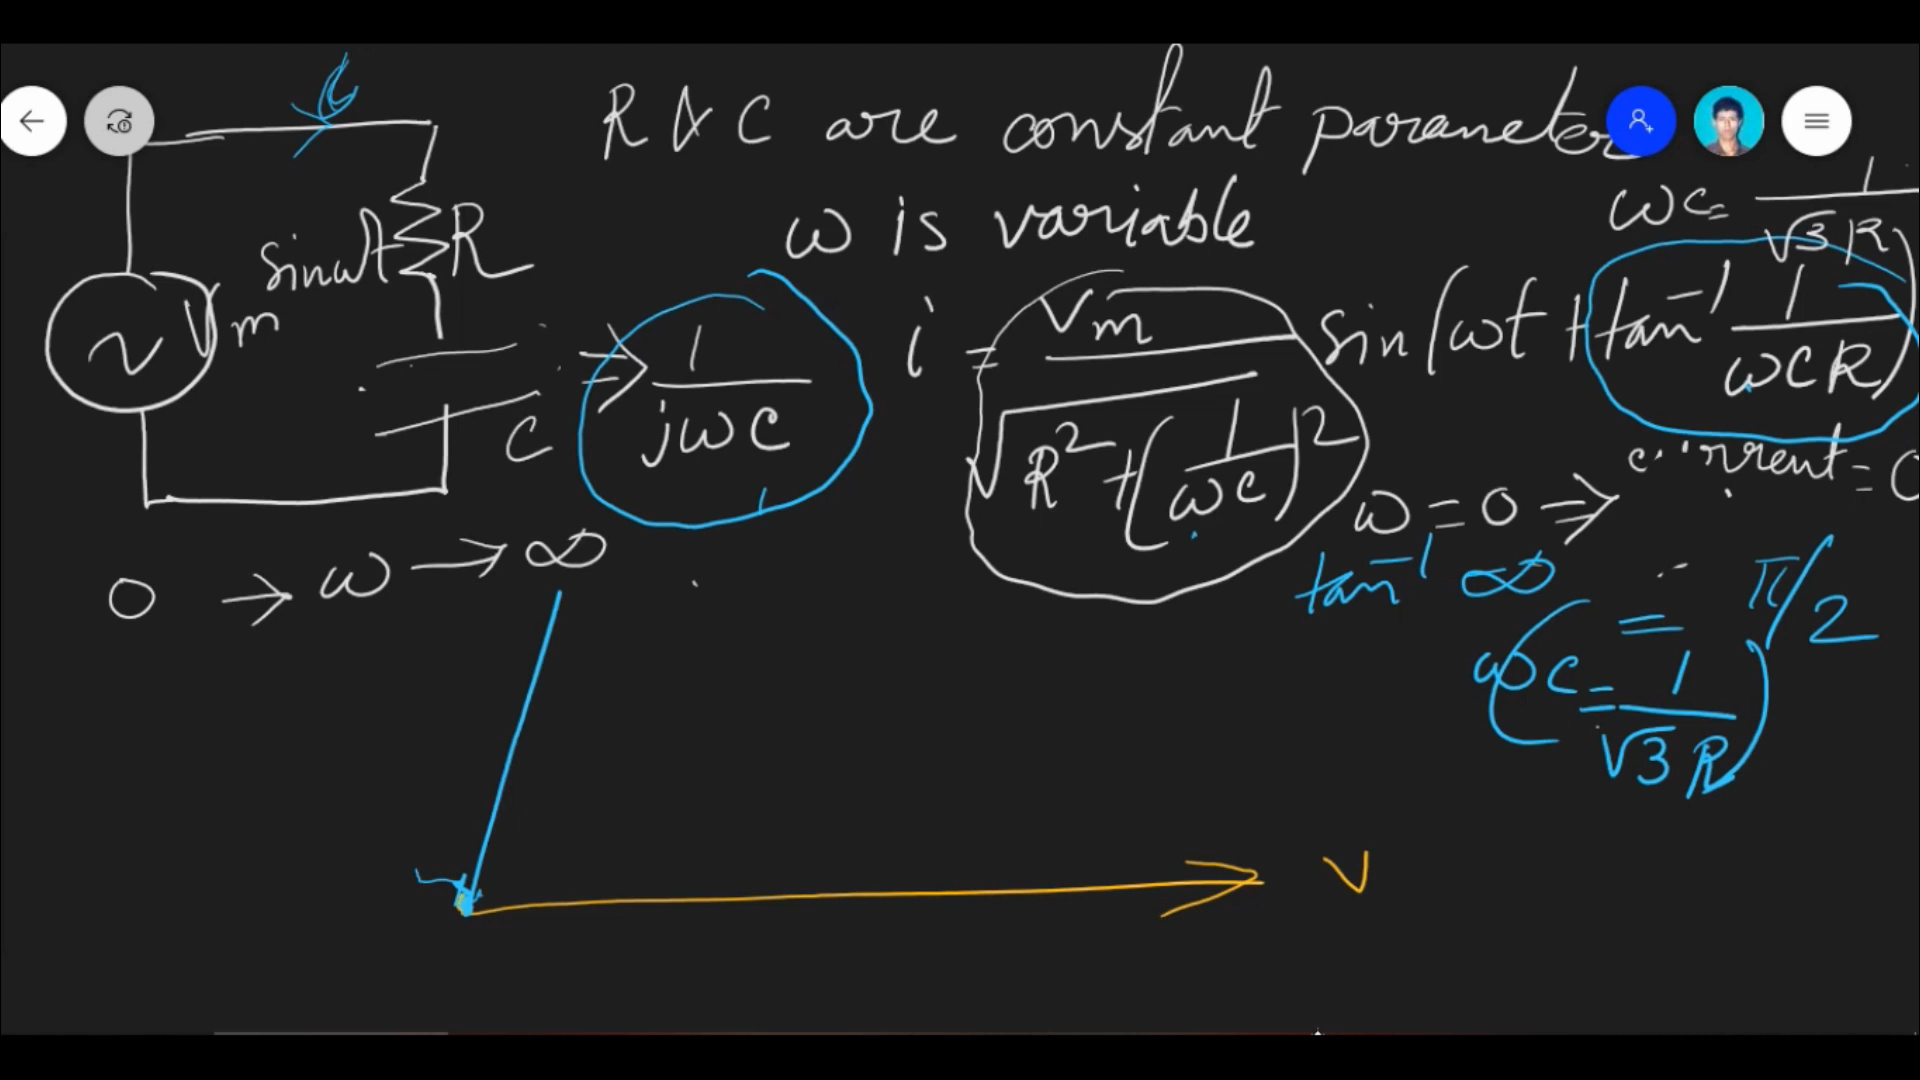 R & C are constant parameter
ω is variable
ωC = 1/(√3 R)
Vm sinωt
R
C
⇒ 1/(jωC)
i = Vm/√(R² + (1/(ωC))²) sin(ωt + tan⁻¹ 1/(ωCR))
ω = 0 ⇒ current = 0
0 → ω → ∞
tan⁻¹ ∞ = π/2
(ωC = 1/(√3 R))
V